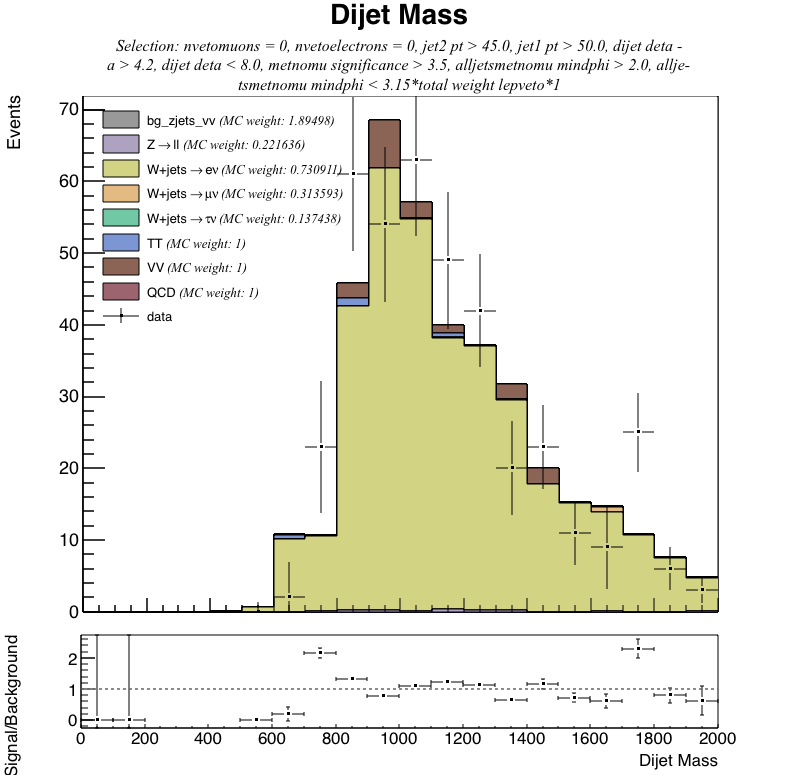 Dijet Mass
Selection: nvetomuons = 0, nvetoelectrons = 0, jet2 pt > 45.0, jet1 pt > 50.0, dijet deta -
a > 4.2, dijet deta < 8.0, metnomu significance > 3.5, alljetsmetnomu mindphi > 2.0, allje-
tsmetnomu mindphi < 3.15*total weight lepveto*1
Events
70
60
50
40
30
20
10
0
bg_zjets_vv (MC weight: 1.89498)
Z→ll (MC weight: 0.221636)
W+jets→eν (MC weight: 0.730911)
W+jets→μν (MC weight: 0.313593)
W+jets→τν (MC weight: 0.137438)
TT (MC weight: 1)
VV (MC weight: 1)
QCD (MC weight: 1)
data
Signal/Background
2
1
0
0 200 400 600 800 1000 1200 1400 1600 1800 2000
Dijet Mass